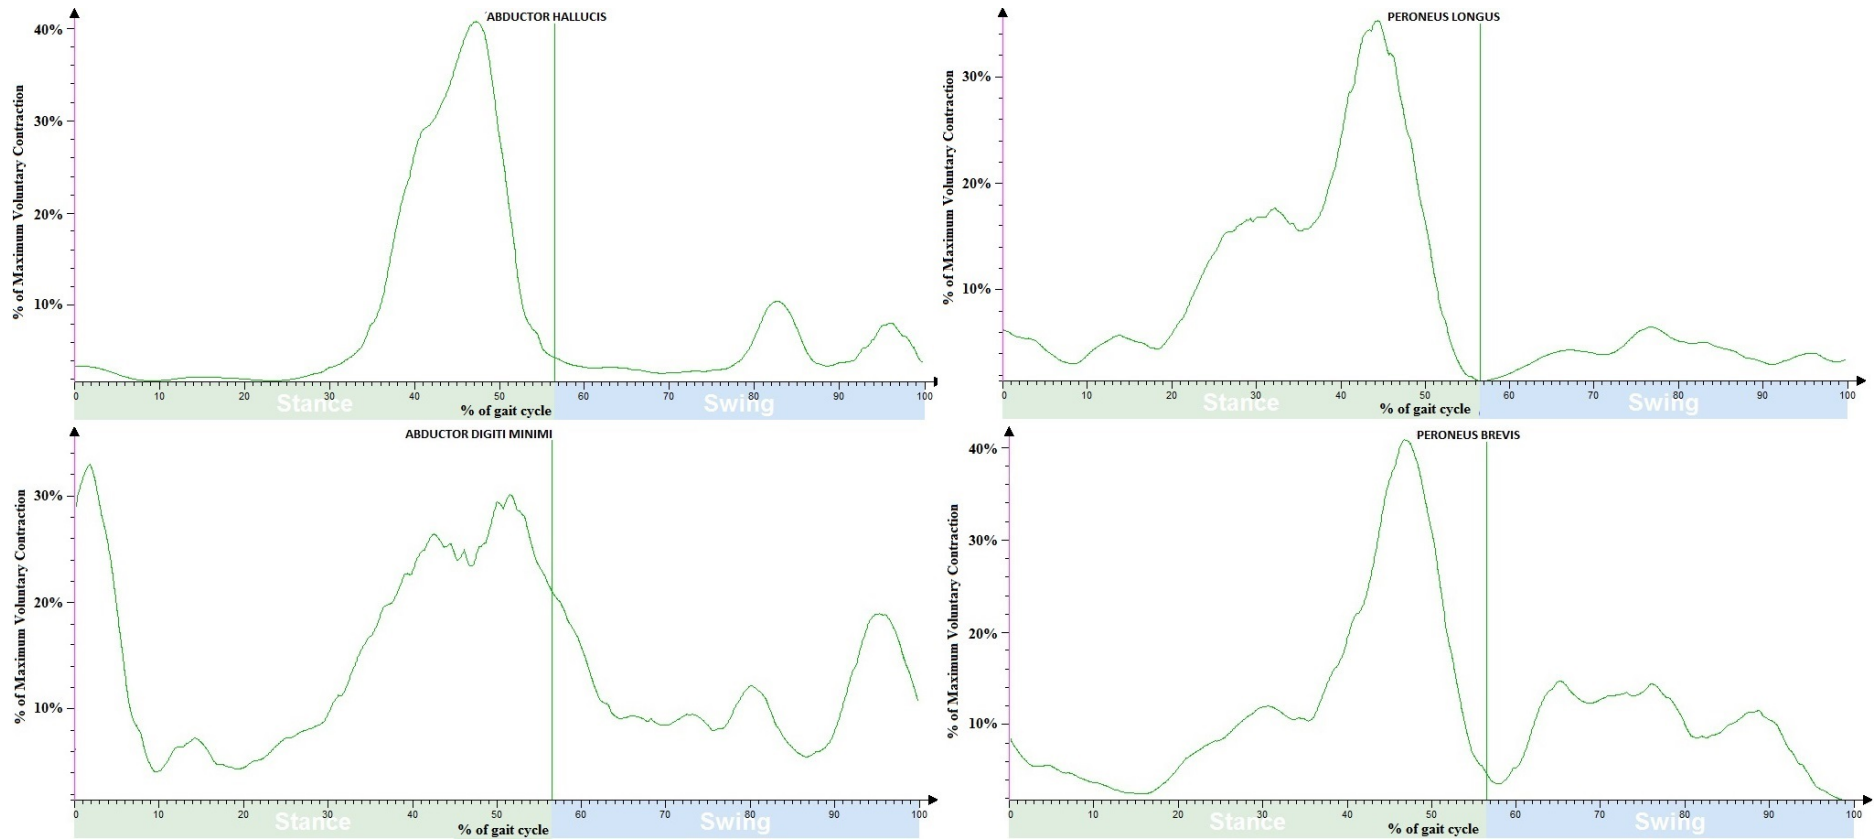 ABDUCTOR HALLUCIS
% of Maximum Voluntary Contraction
40%
30%
20%
10%
0 10 20 30 40 50 60 70 80 90 100
Stance % of gait cycle Swing
PERONEUS LONGUS
% of Maximum Voluntary Contraction
30%
20%
10%
0 10 20 30 40 50 60 70 80 90 100
Stance % of gait cycle Swing
ABDUCTOR DIGITI MINIMI
% of Maximum Voluntary Contraction
30%
20%
10%
0 10 20 30 40 50 60 70 80 90 100
Stance % of gait cycle Swing
PERONEUS BREVIS
% of Maximum Voluntary Contraction
40%
30%
20%
10%
0 10 20 30 40 50 60 70 80 90 100
Stance % of gait cycle Swing